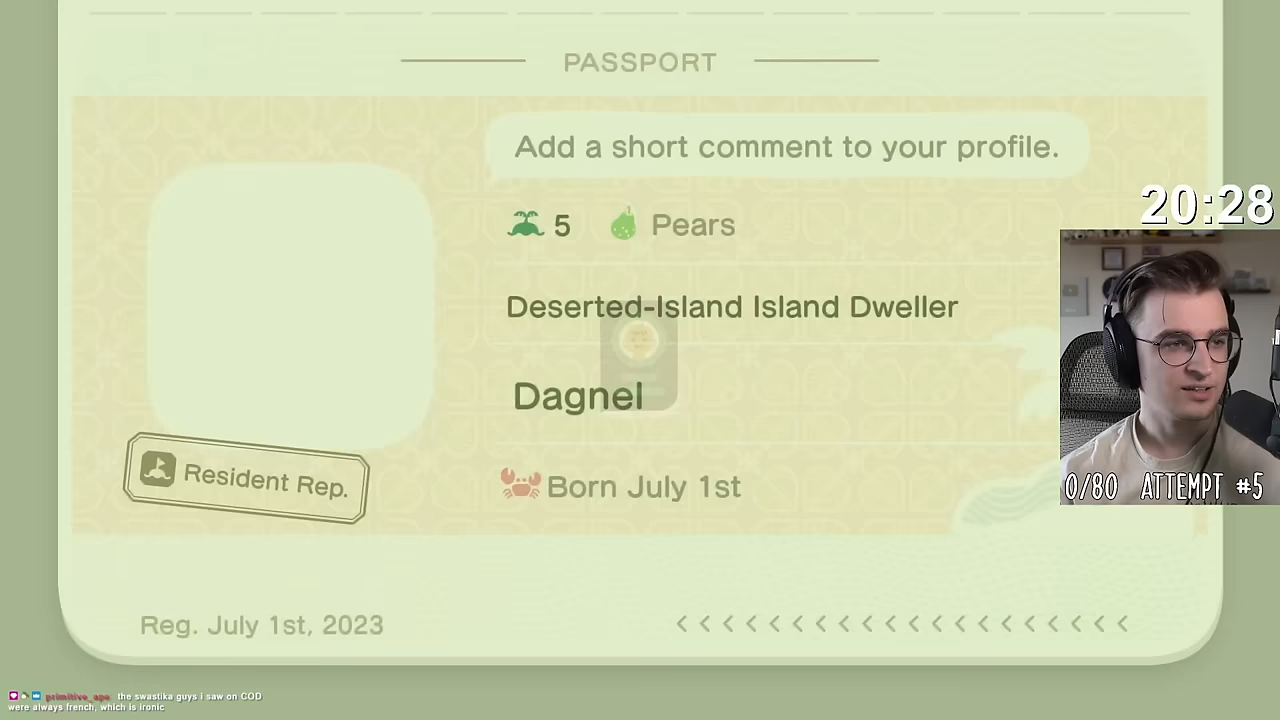 PASSPORT
Add a short comment to your profile.
5 Pears
20:28
Deserted-Island Island Dweller
Dagnel
Resident Rep.
Born July 1st
0/80 ATTEMPT #5
Reg. July 1st, 2023
‹ ‹ ‹ ‹ ‹ ‹ ‹ ‹ ‹ ‹ ‹ ‹ ‹ ‹ ‹ ‹ ‹ ‹ ‹ ‹
primitive_ape the swastika guys i saw on COD
were always french, which is ironic